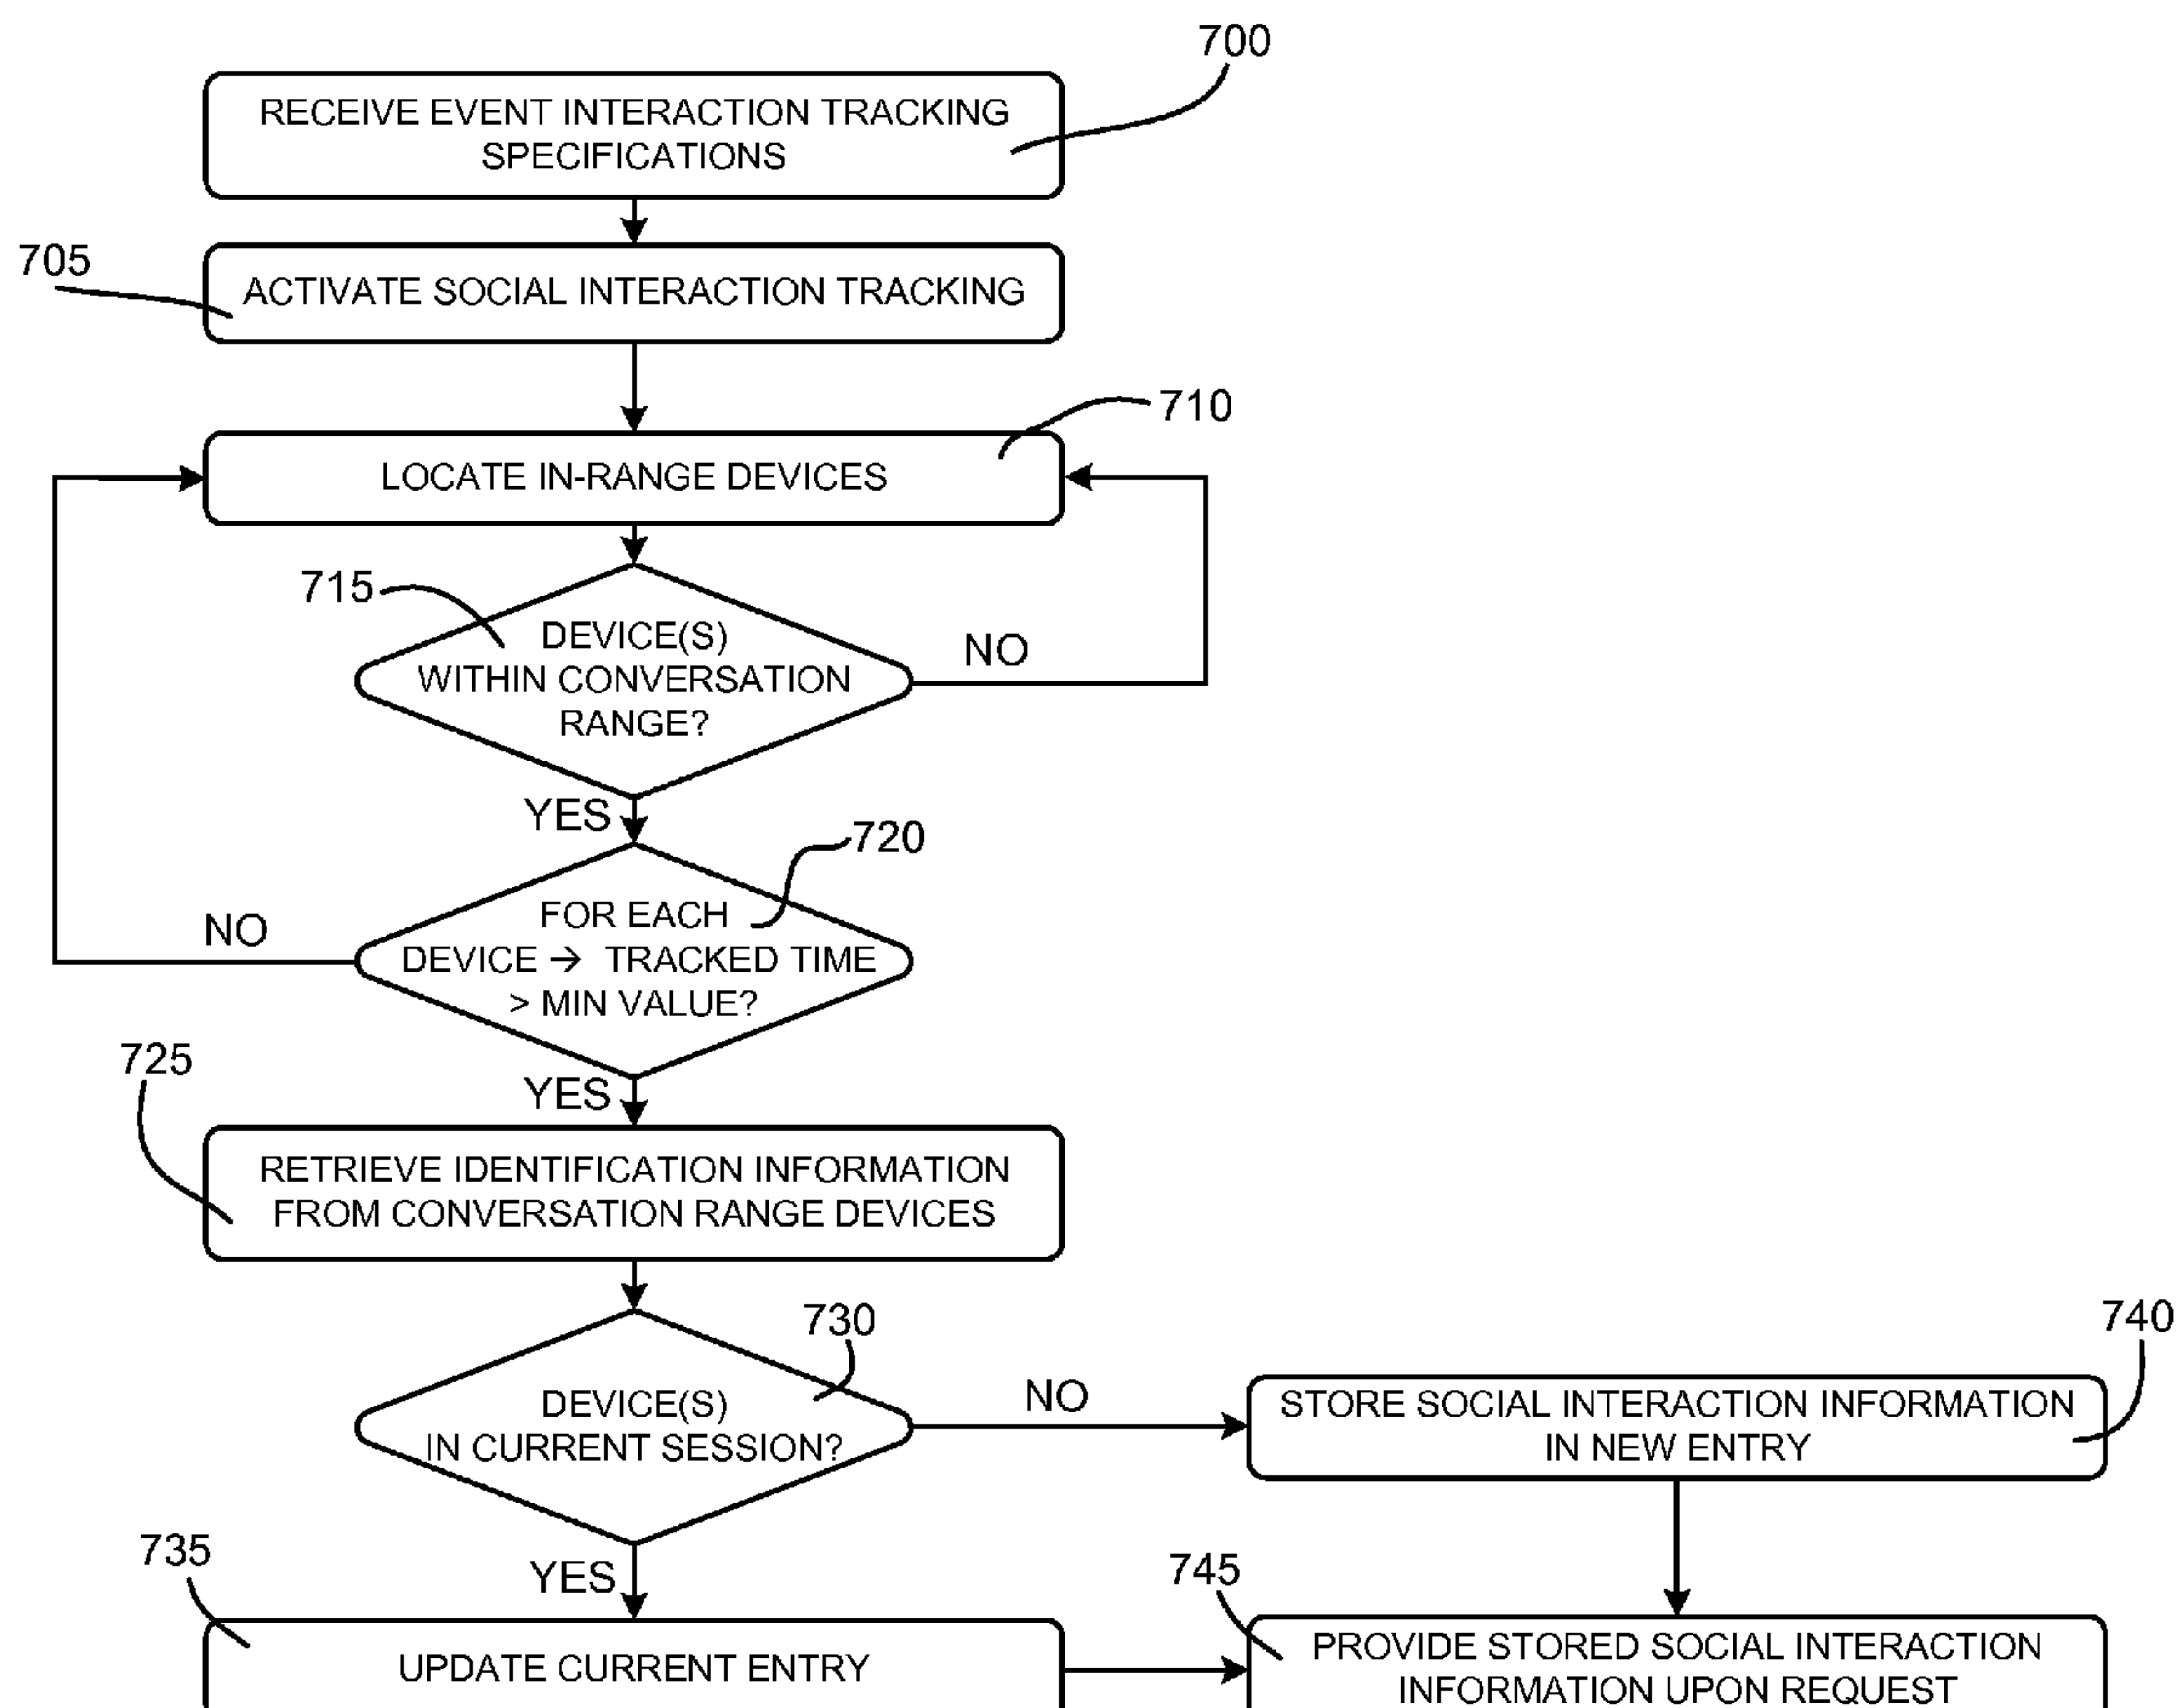 700
RECEIVE EVENT INTERACTION TRACKING
SPECIFICATIONS
705
ACTIVATE SOCIAL INTERACTION TRACKING
710
LOCATE IN-RANGE DEVICES
715
DEVICE(S)
WITHIN CONVERSATION
RANGE?
NO
YES
720
FOR EACH
DEVICE → TRACKED TIME
> MIN VALUE?
NO
YES
725
RETRIEVE IDENTIFICATION INFORMATION
FROM CONVERSATION RANGE DEVICES
730
DEVICE(S)
IN CURRENT SESSION?
NO
740
STORE SOCIAL INTERACTION INFORMATION
IN NEW ENTRY
YES
735
UPDATE CURRENT ENTRY
745
PROVIDE STORED SOCIAL INTERACTION
INFORMATION UPON REQUEST